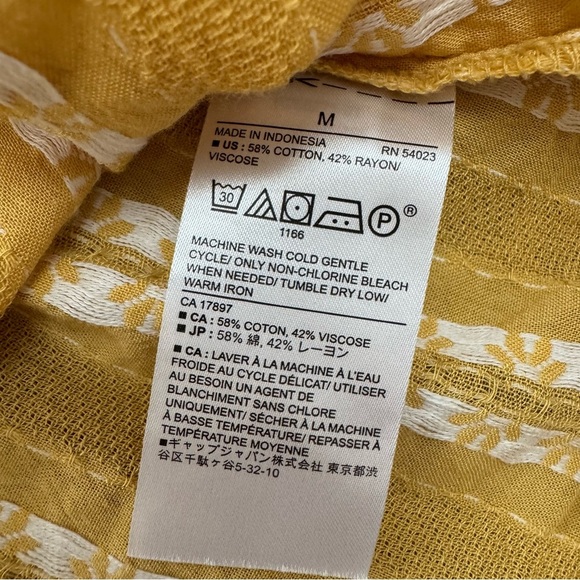 M
MADE IN INDONESIA RN 54023
■ US : 58% COTTON, 42% RAYON/
VISCOSE
30 P ®
1166
MACHINE WASH COLD GENTLE
CYCLE/ ONLY NON-CHLORINE BLEACH
WHEN NEEDED/ TUMBLE DRY LOW/
WARM IRON
CA 17897
■ CA : 58% COTON, 42% VISCOSE
■ JP : 58% 綿, 42% レーヨン
■ CA : LAVER À LA MACHINE À L'EAU
FROIDE AU CYCLE DÉLICAT/ UTILISER
AU BESOIN UN AGENT DE
BLANCHIMENT SANS CHLORE
UNIQUEMENT/ SÉCHER À LA MACHINE
À BASSE TEMPÉRATURE/ REPASSER À
TEMPÉRATURE MOYENNE
■ギャップジャパン株式会社 東京都渋
谷区千駄ヶ谷5-32-10